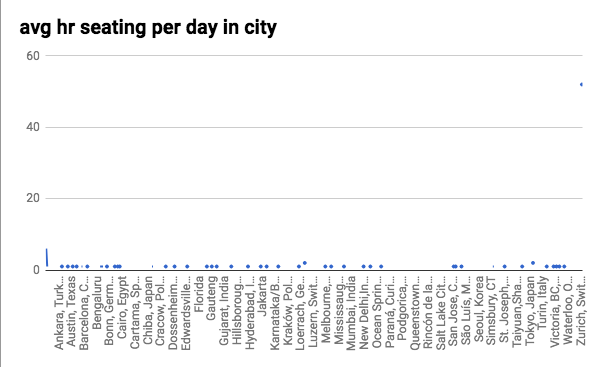 avg hr seating per day in city
60
40
20
0
Ankara, Turk...
Austin, Texas
Barcelona, C...
Bengaluru
Bonn, Germ...
Cairo, Egypt
Cartama, Sp...
Chiba, Japan
Cracow, Pol...
Dossenheim...
Edwardsville...
Florida
Gauteng
Gujarat, India
Hillsboroug...
Hyderabad, I...
Jakarta
Karnataka/B...
Kraków, Pol...
Loerrach, Ge...
Luzern, Swit...
Melbourne,...
Mississaug...
Mumbai, India
New Delhi,In...
Ocean Sprin...
Paraná, Curi...
Podgorica,...
Queenstown...
Rincón de la...
Salt Lake Cit...
San Jose, C...
São Luís, M...
Seoul, Korea
Simsbury, CT
St. Joseph,...
Taiyuan,Sha...
Tokyo, Japan
Turin, Italy
Victoria, BC,...
Waterloo, O...
Zurich, Swit...